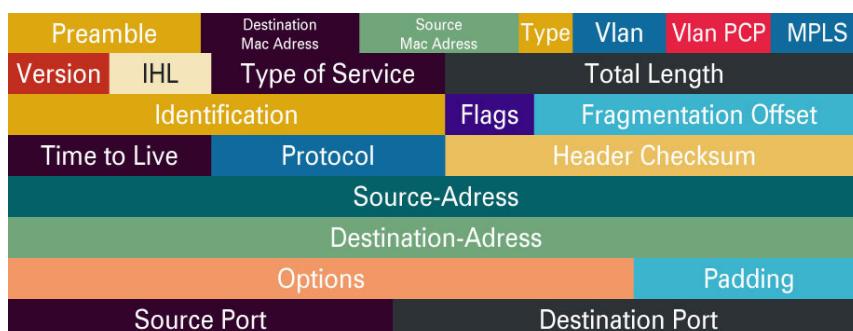 Preamble Destination Mac Adress Source Mac Adress Type Vlan Vlan PCP MPLS
Version IHL Type of Service Total Length
Identification Flags Fragmentation Offset
Time to Live Protocol Header Checksum
Source-Adress
Destination-Adress
Options Padding
Source Port Destination Port